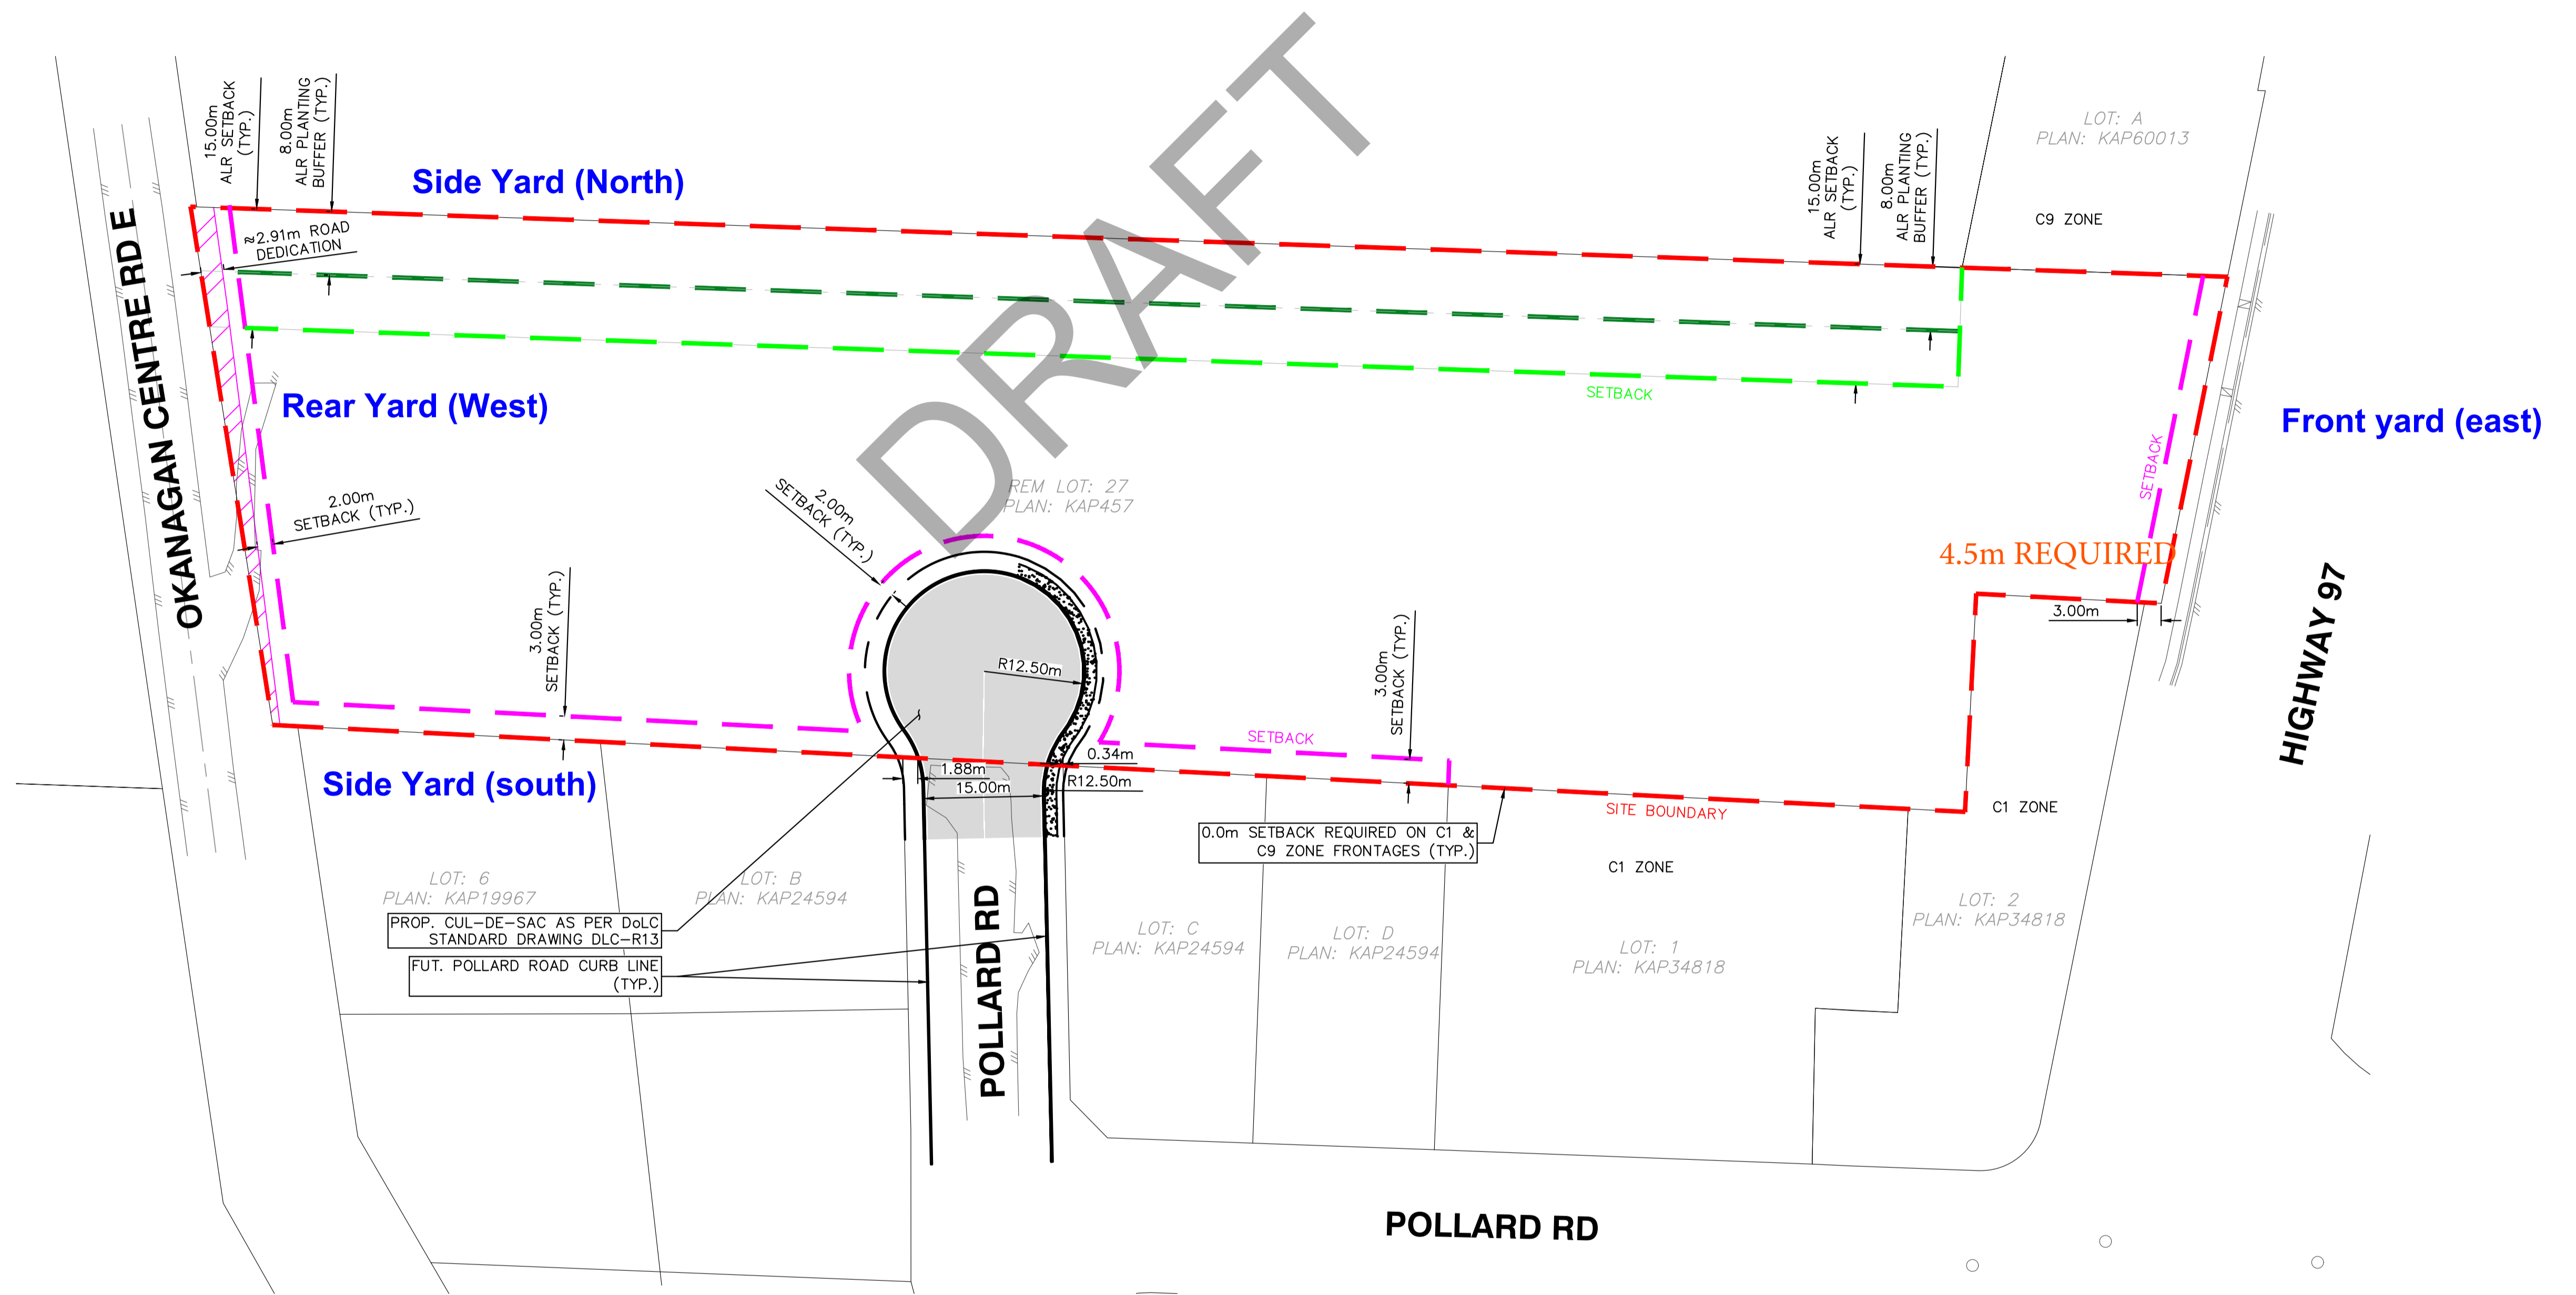 DRAFT
15.00m
ALR SETBACK
(TYP.)
8.00m
ALR PLANTING
BUFFER (TYP.)
Side Yard (North)
15.00m
ALR SETBACK
(TYP.)
8.00m
ALR PLANTING
BUFFER (TYP.)
LOT: A
PLAN: KAP60013
C9 ZONE
≈2.91m ROAD
DEDICATION
OKANAGAN CENTRE RD E
Rear Yard (West)
SETBACK
Front yard (east)
SETBACK
2.00m
SETBACK (TYP.)
2.00m
SETBACK (TYP.)
REM LOT: 27
PLAN: KAP457
4.5m REQUIRED
3.00m
HIGHWAY 97
3.00m
SETBACK (TYP.)
R12.50m
3.00m
SETBACK (TYP.)
SETBACK
0.34m
1.88m
R12.50m
15.00m
Side Yard (south)
SITE BOUNDARY
C1 ZONE
0.0m SETBACK REQUIRED ON C1 &
C9 ZONE FRONTAGES (TYP.)
C1 ZONE
LOT: 6
PLAN: KAP19967
LOT: B
PLAN: KAP24594
PROP. CUL-DE-SAC AS PER DoLC
STANDARD DRAWING DLC-R13
FUT. POLLARD ROAD CURB LINE
(TYP.)
POLLARD RD
LOT: C
PLAN: KAP24594
LOT: D
PLAN: KAP24594
LOT: 1
PLAN: KAP34818
LOT: 2
PLAN: KAP34818
POLLARD RD